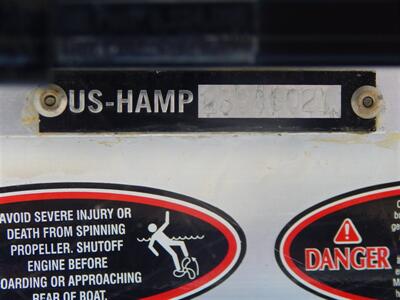 US-HAMP
AVOID SEVERE INJURY OR
DEATH FROM SPINNING
PROPELLER. SHUTOFF
ENGINE BEFORE
OARDING OR APPROACHING
REAR OF BOAT.
DANGER